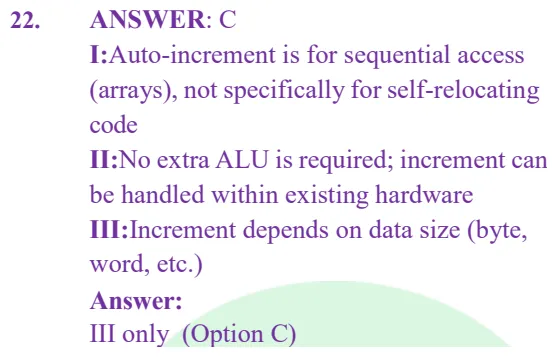 22. ANSWER: C
I:Auto-increment is for sequential access
(arrays), not specifically for self-relocating
code
II:No extra ALU is required; increment can
be handled within existing hardware
III:Increment depends on data size (byte,
word, etc.)
Answer:
III only (Option C)